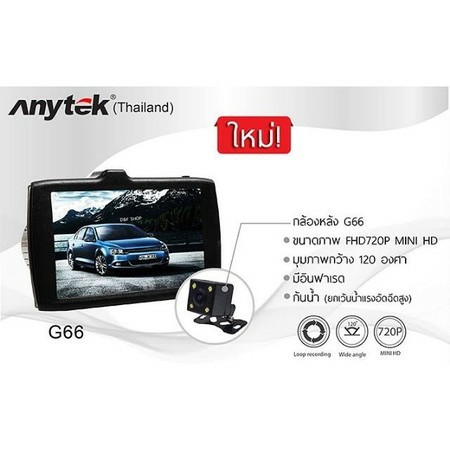 Anytek® (Thailand)
ใหม่!
D&F SHOP
กล้องหลัง G66
ขนาดภาพ FHD720P MINI HD
มุมภาพกว้าง 120 องศา
มีอินฟาเรด
กันน้ำ (ยกเว้นน้ำแรงอัดฉีดสูง)
G66
120°
720P
Loop recording
Wide angle
MINI HD